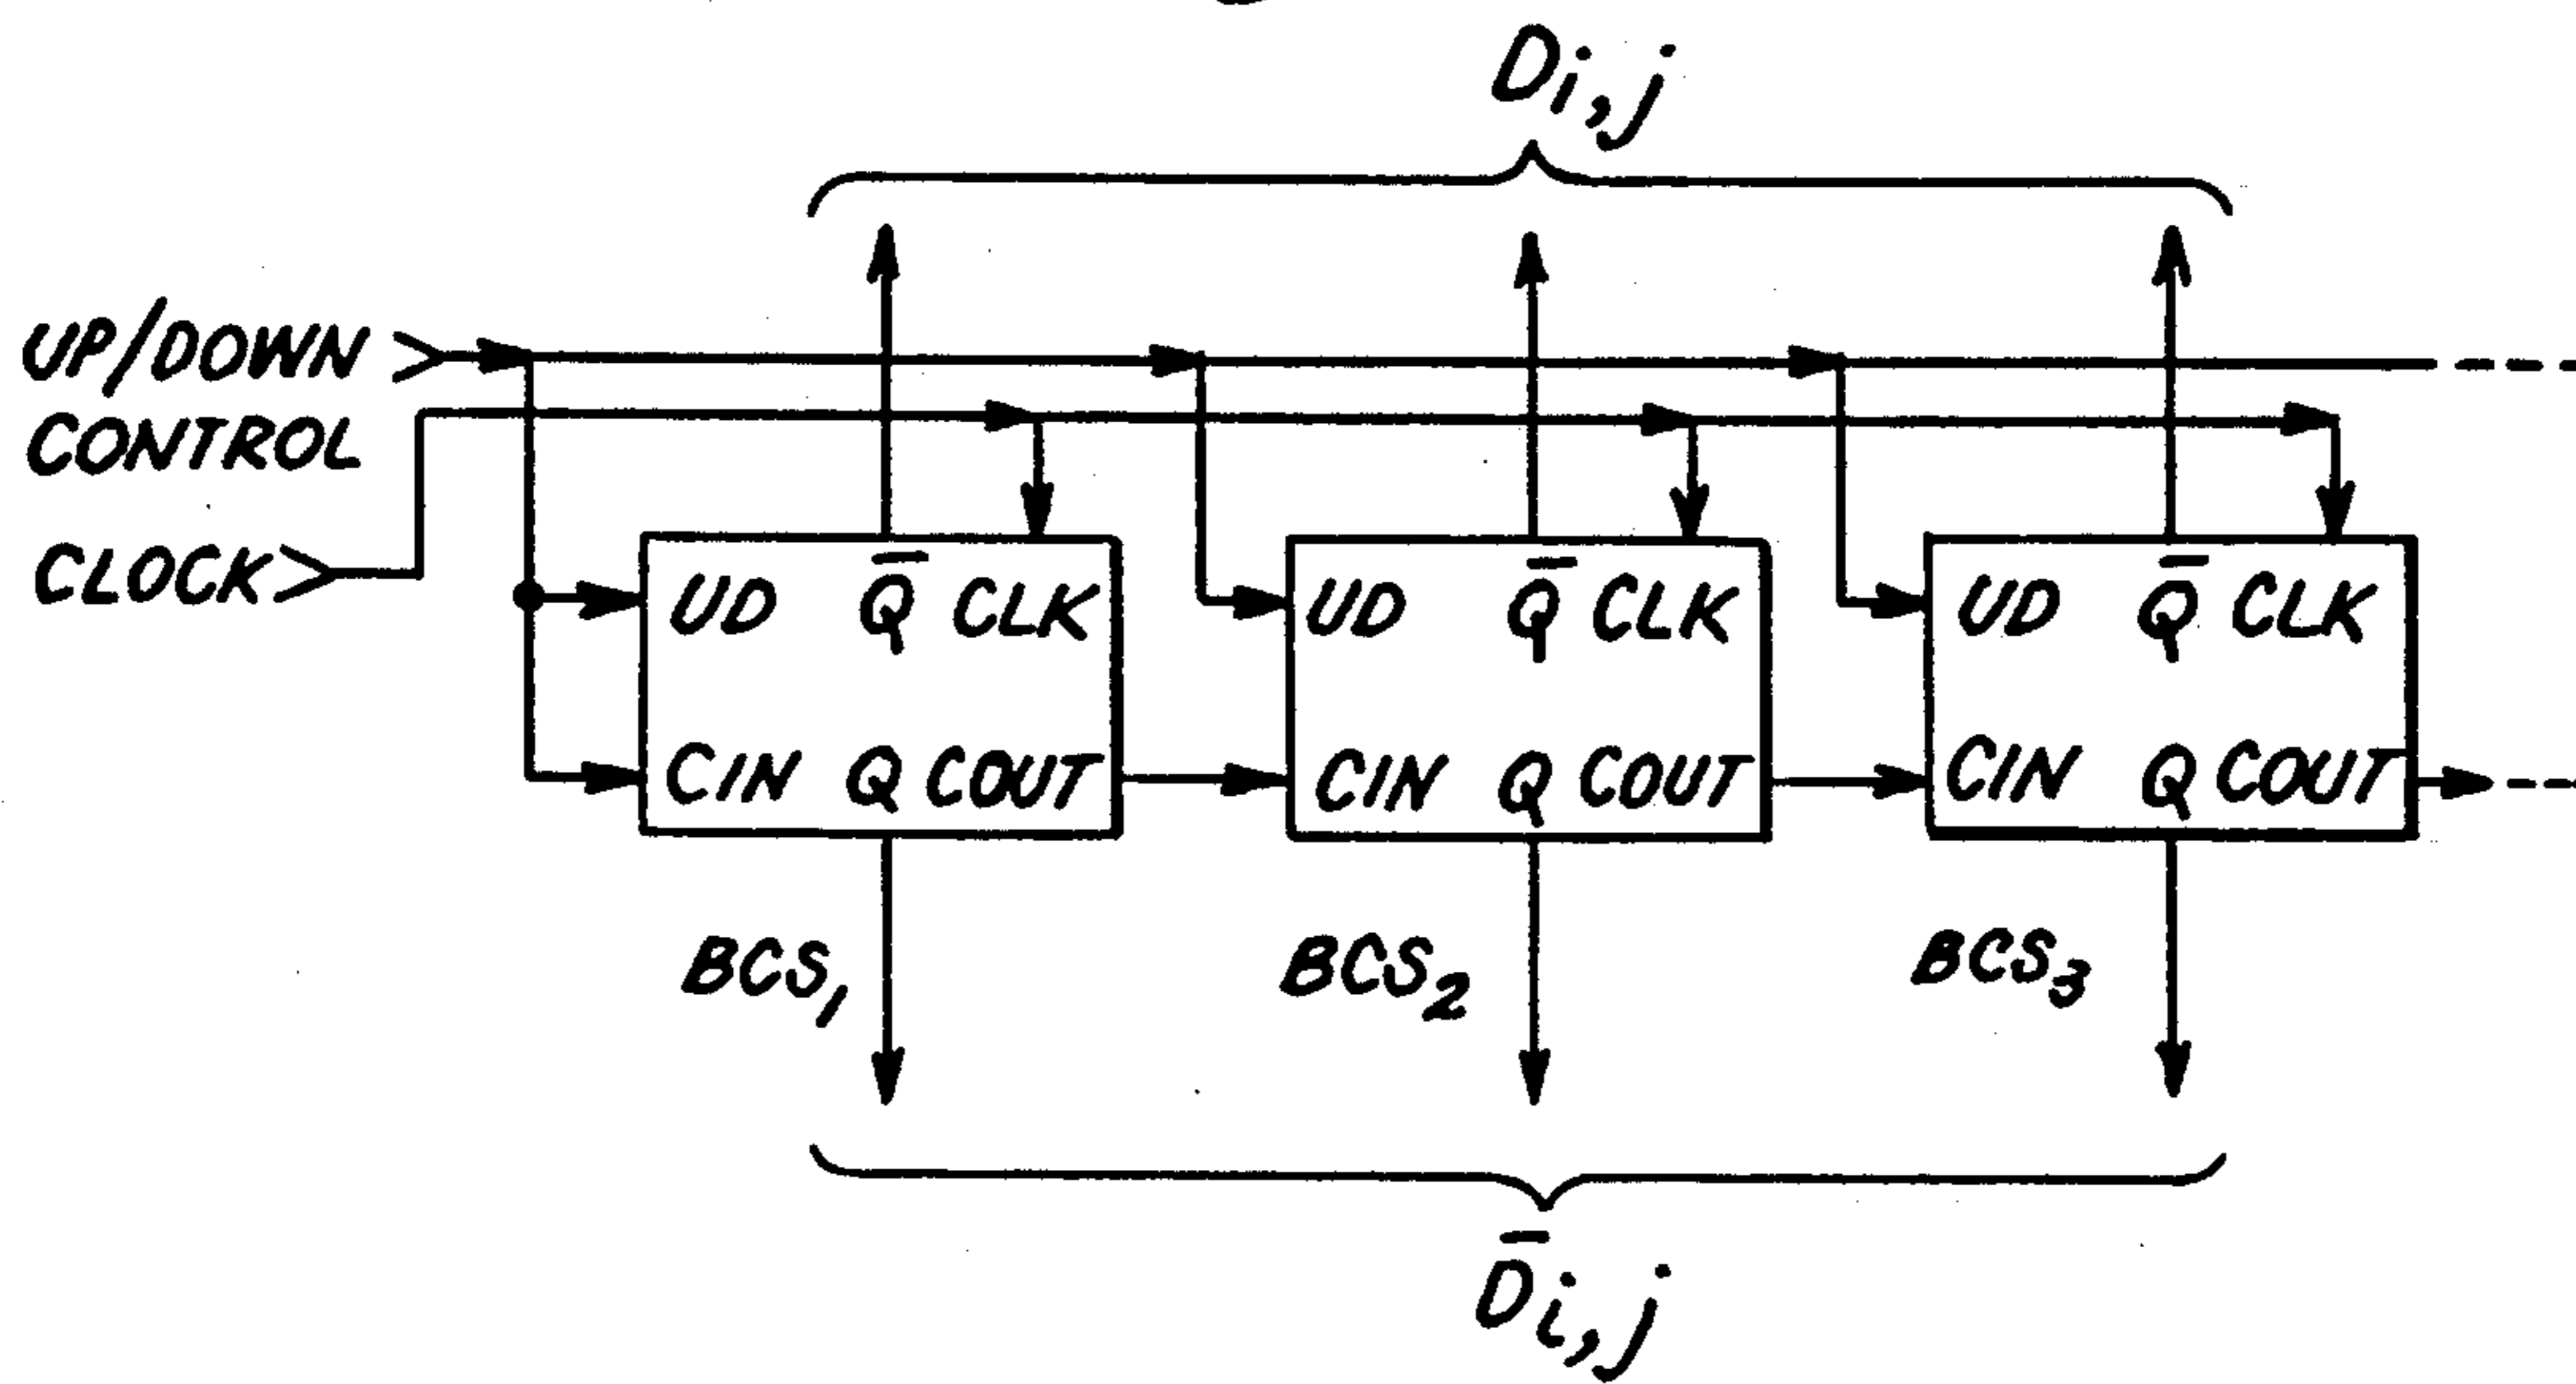 Di,j
UP/DOWN
CONTROL
CLOCK
UD Q̅ CLK
CIN Q COUT
UD Q̅ CLK
CIN Q COUT
UD Q̅ CLK
CIN Q COUT
BCS₁
BCS₂
BCS₃
D̅i,j